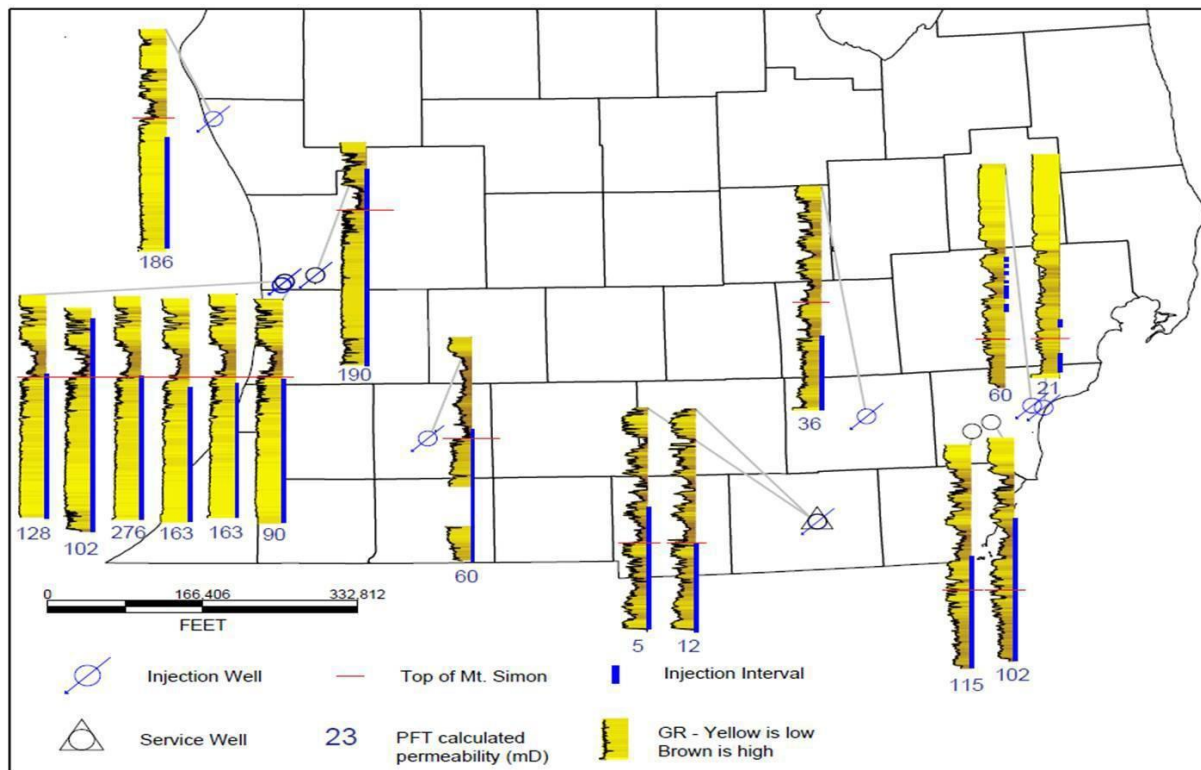 186
190
128
102
276
163
163
90
60
36
60
21
5
12
115
102
0
166,406
332,812
FEET
Injection Well
Top of Mt. Simon
Injection Interval
Service Well
23
PFT calculated
permeability (mD)
GR - Yellow is low
Brown is high